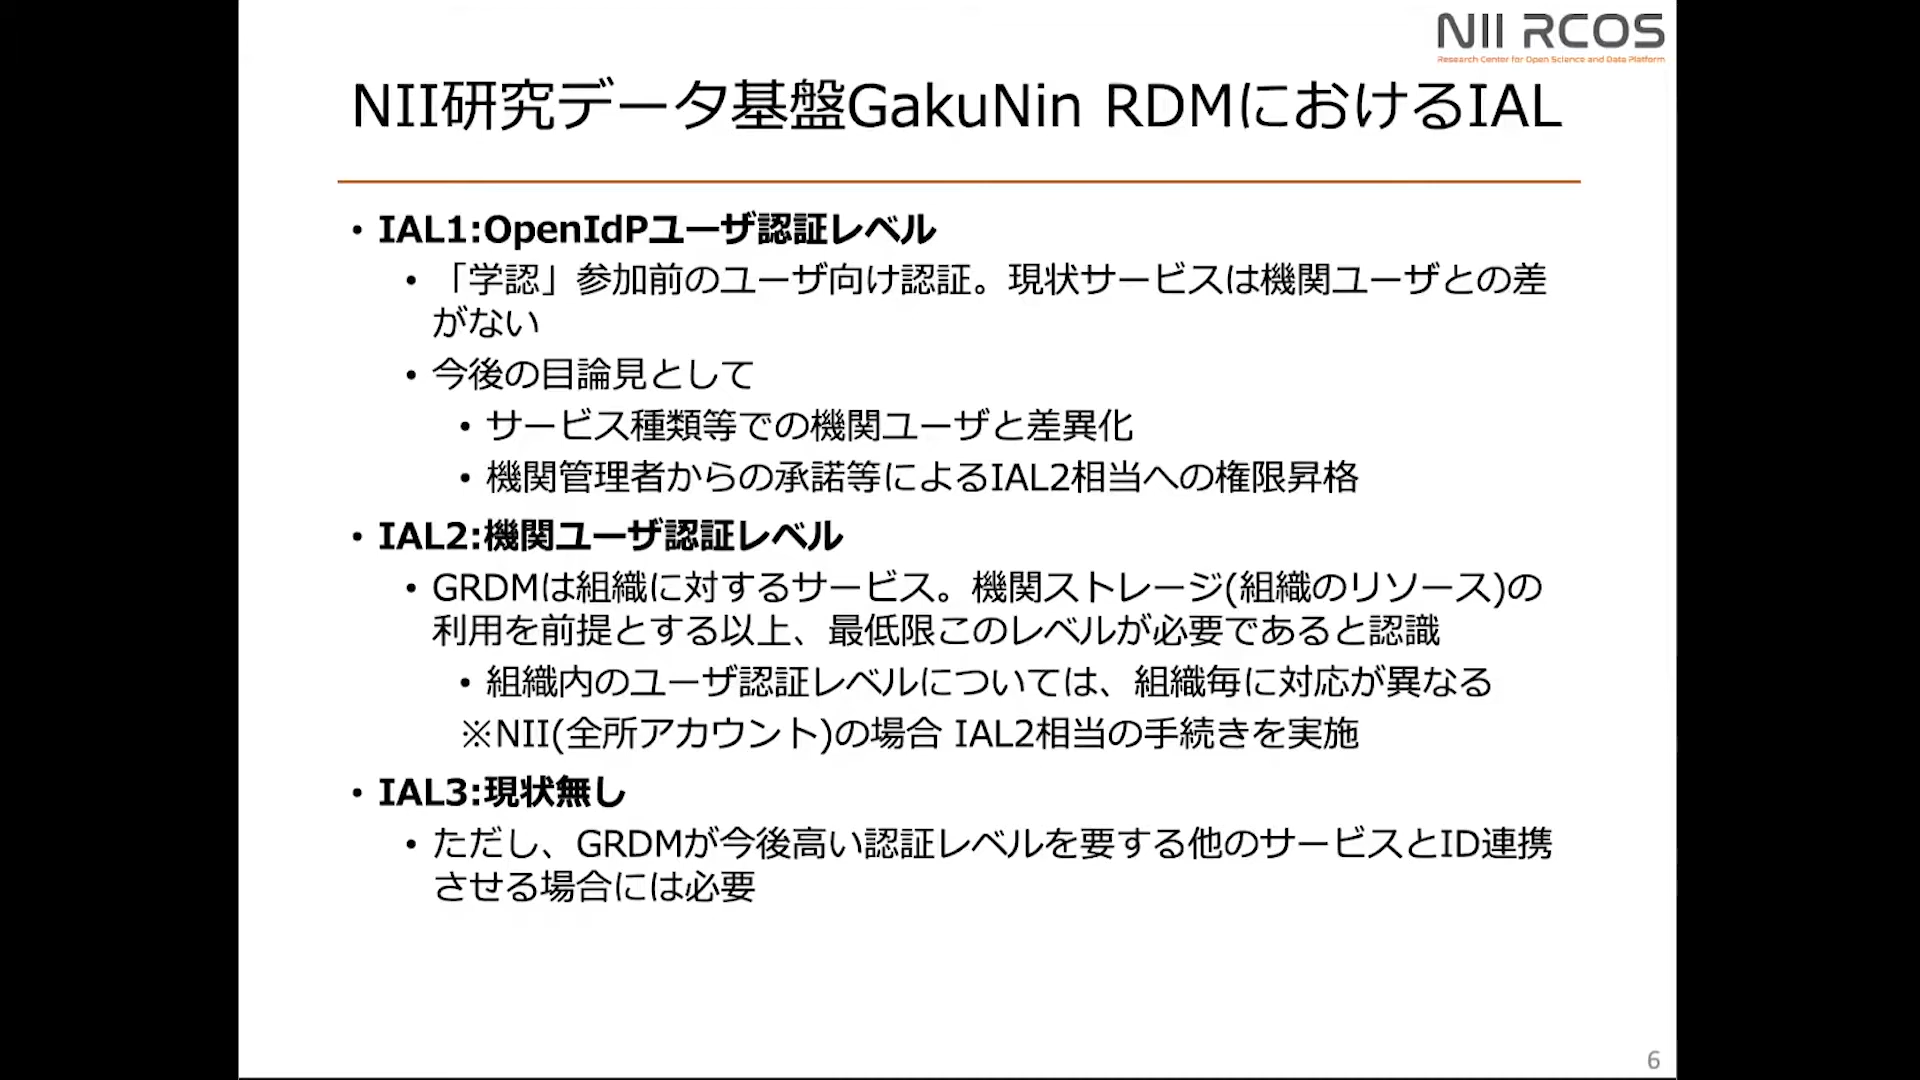 NII RCOS
Research Center for Open Science and Data Platform
NII研究データ基盤GakuNin RDMにおけるIAL
• IAL1:OpenIdPユーザ認証レベル
• 「学認」参加前のユーザ向け認証。現状サービスは機関ユーザとの差
がない
• 今後の目論見として
• サービス種類等での機関ユーザと差異化
• 機関管理者からの承諾等によるIAL2相当への権限昇格
• IAL2:機関ユーザ認証レベル
• GRDMは組織に対するサービス。機関ストレージ(組織のリソース)の
利用を前提とする以上、最低限このレベルが必要であると認識
• 組織内のユーザ認証レベルについては、組織毎に対応が異なる
※NII(全所アカウント)の場合 IAL2相当の手続きを実施
• IAL3:現状無し
• ただし、GRDMが今後高い認証レベルを要する他のサービスとID連携
させる場合には必要
6